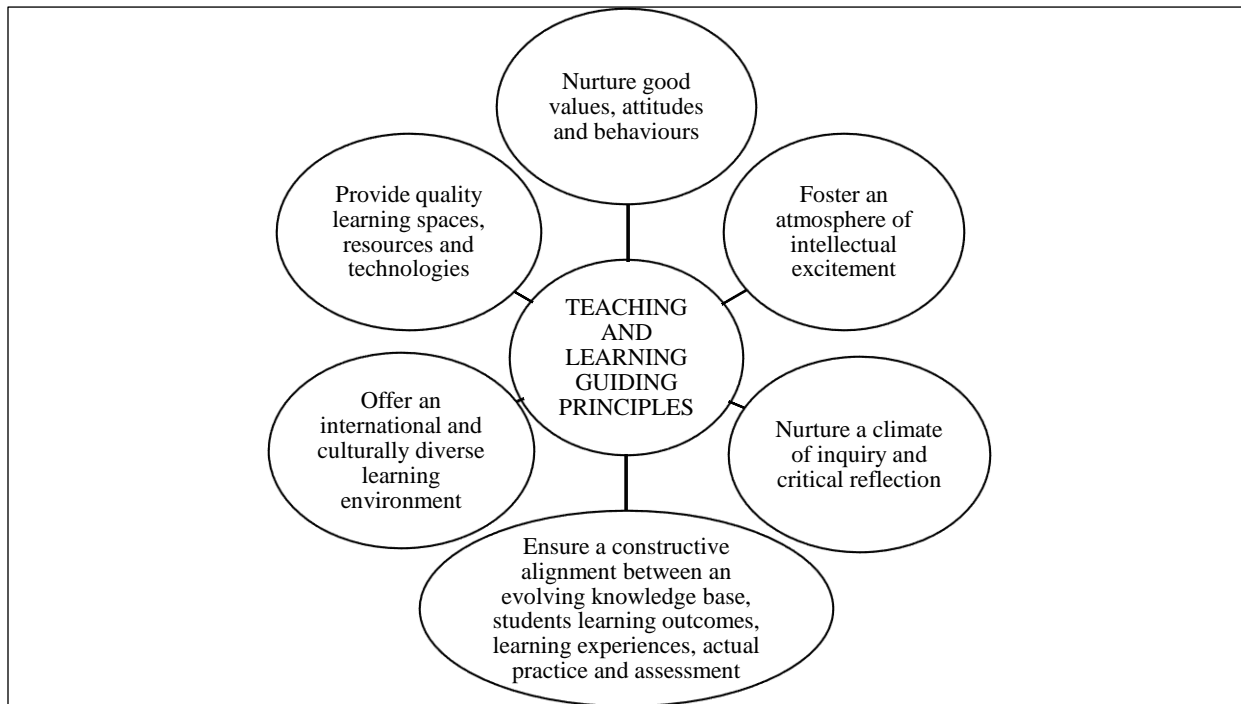 Nurture good
values, attitudes
and behaviours
Provide quality
learning spaces,
resources and
technologies
Foster an
atmosphere of
intellectual
excitement
TEACHING
AND
LEARNING
GUIDING
PRINCIPLES
Offer an
international and
culturally diverse
learning
environment
Nurture a climate
of inquiry and
critical reflection
Ensure a constructive
alignment between an
evolving knowledge base,
students learning outcomes,
learning experiences, actual
practice and assessment